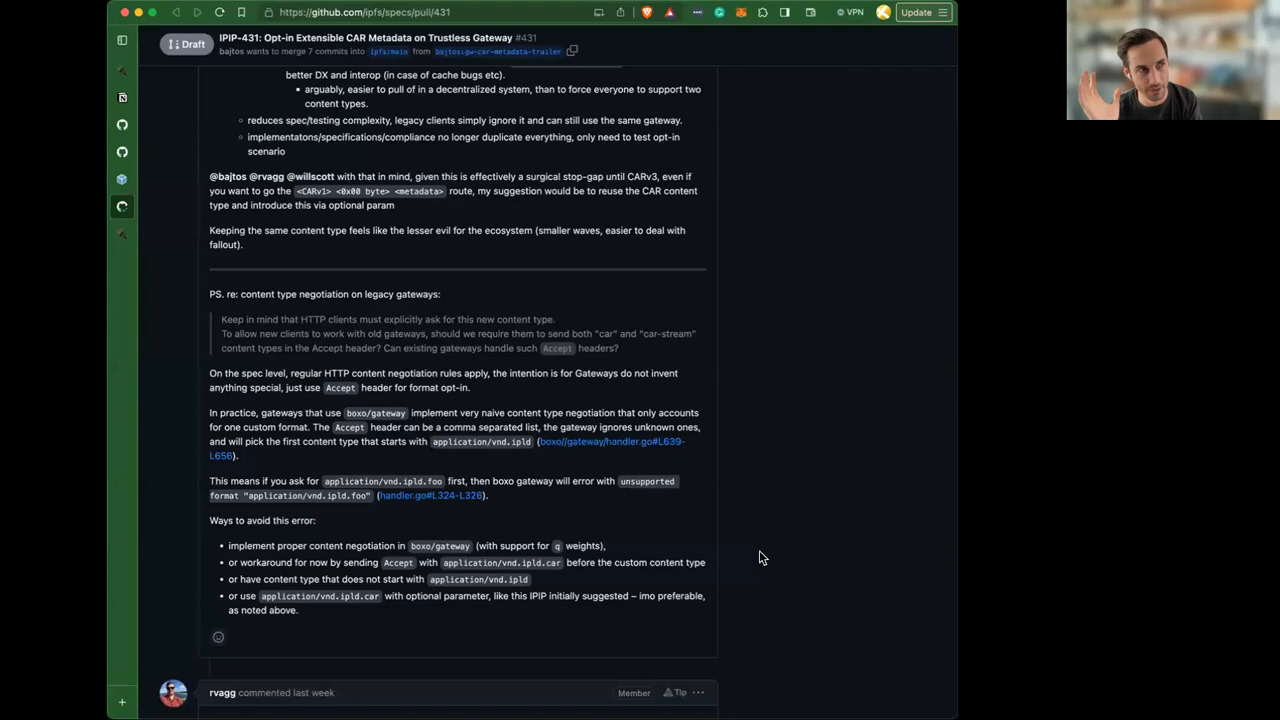 https://github.com/ipfs/specs/pull/431
VPN
Update
Draft
IPIP-431: Opt-in Extensible CAR Metadata on Trustless Gateway #431
bajtos wants to merge 7 commits into ipfs:main from bajtos:gw-car-metadata-trailer
better DX and interop (in case of cache bugs etc).
arguably, easier to pull of in a decentralized system, than to force everyone to support two
content types.
reduces spec/testing complexity, legacy clients simply ignore it and can still use the same gateway.
implementatons/specifications/compliance no longer duplicate everything, only need to test opt-in
scenario
@bajtos @rvagg @willscott with that in mind, given this is effectively a surgical stop-gap until CARv3, even if
you want to go the <CARv1> <0x00 byte> <metadata> route, my suggestion would be to reuse the CAR content
type and introduce this via optional param
Keeping the same content type feels like the lesser evil for the ecosystem (smaller waves, easier to deal with
fallout).
PS. re: content type negotiation on legacy gateways:
Keep in mind that HTTP clients must explicitly ask for this new content type.
To allow new clients to work with old gateways, should we require them to send both "car" and "car-stream"
content types in the Accept header? Can existing gateways handle such Accept headers?
On the spec level, regular HTTP content negotiation rules apply, the intention is for Gateways do not invent
anything special, just use Accept header for format opt-in.
In practice, gateways that use boxo/gateway implement very naive content type negotiation that only accounts
for one custom format. The Accept header can be a comma separated list, the gateway ignores unknown ones,
and will pick the first content type that starts with application/vnd.ipld (boxo//gateway/handler.go#L639-
L656).
This means if you ask for application/vnd.ipld.foo first, then boxo gateway will error with unsupported
format "application/vnd.ipld.foo" (handler.go#L324-L326).
Ways to avoid this error:
implement proper content negotiation in boxo/gateway (with support for q weights),
or workaround for now by sending Accept with application/vnd.ipld.car before the custom content type
or have content type that does not start with application/vnd.ipld
or use application/vnd.ipld.car with optional parameter, like this IPIP initially suggested – imo preferable,
as noted above.
rvagg commented last week
Member
Tip